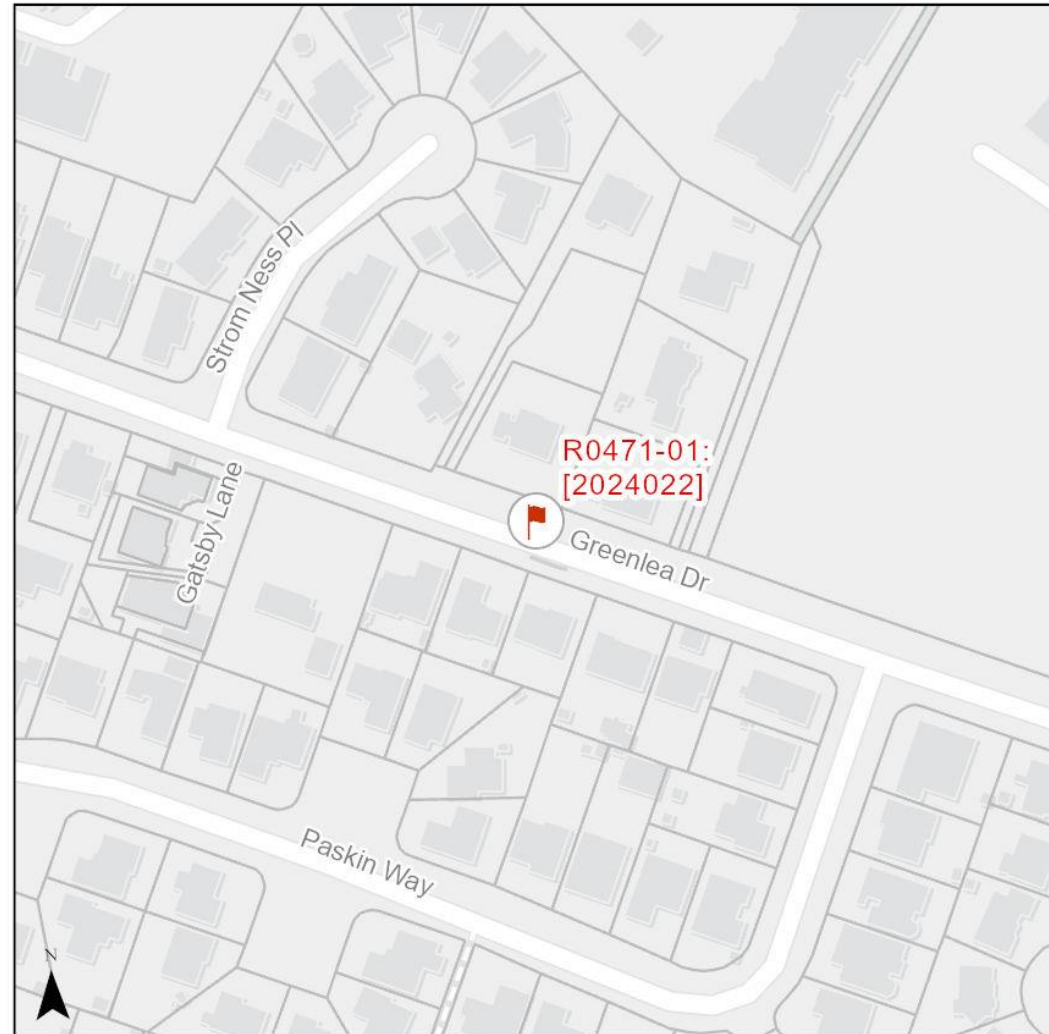 Strom Ness Pl
R0471-01:
[2024022]
Gatsby Lane
Greenlea Dr
Paskin Way
N